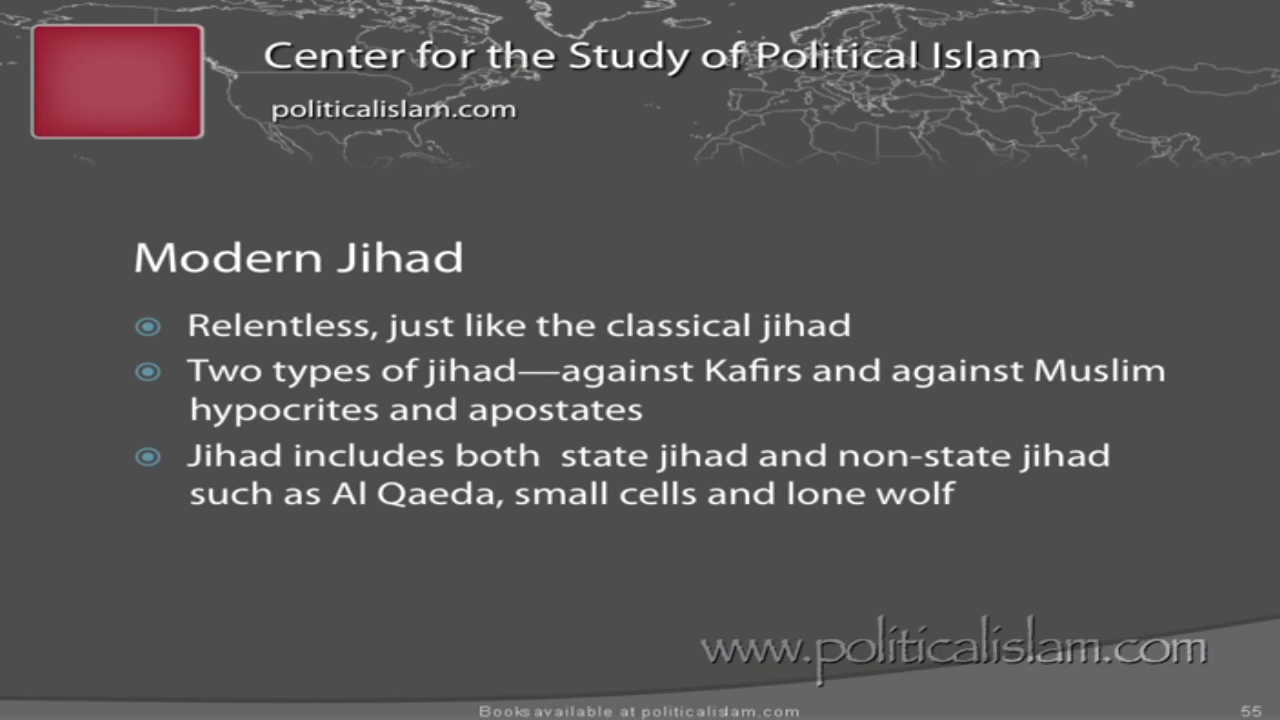 Center for the Study of Political Islam
politicalislam.com
Modern Jihad
Relentless, just like the classical jihad
Two types of jihad—against Kafirs and against Muslim
hypocrites and apostates
Jihad includes both  state jihad and non-state jihad
such as Al Qaeda, small cells and lone wolf
www.politicalislam.com
Books available at politicalislam.com
55